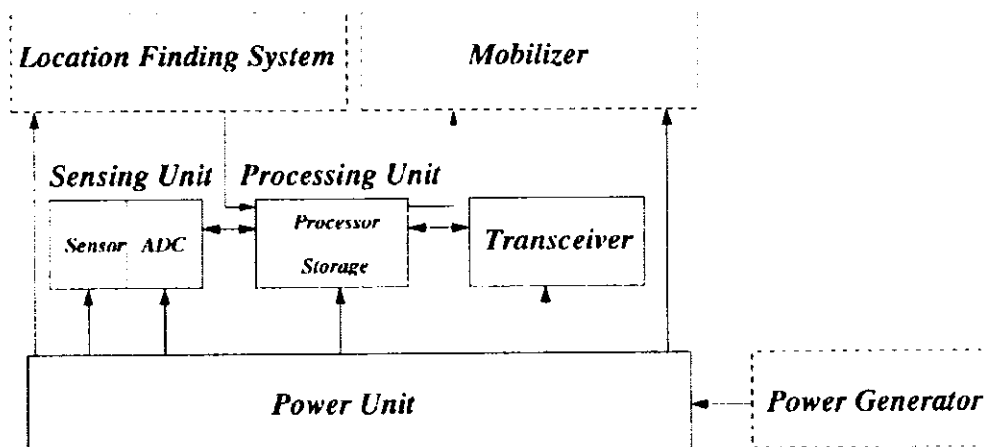 Location Finding System
Mobilizer
Sensing Unit
Processing Unit
Sensor
ADC
Processor
Storage
Transceiver
Power Unit
Power Generator